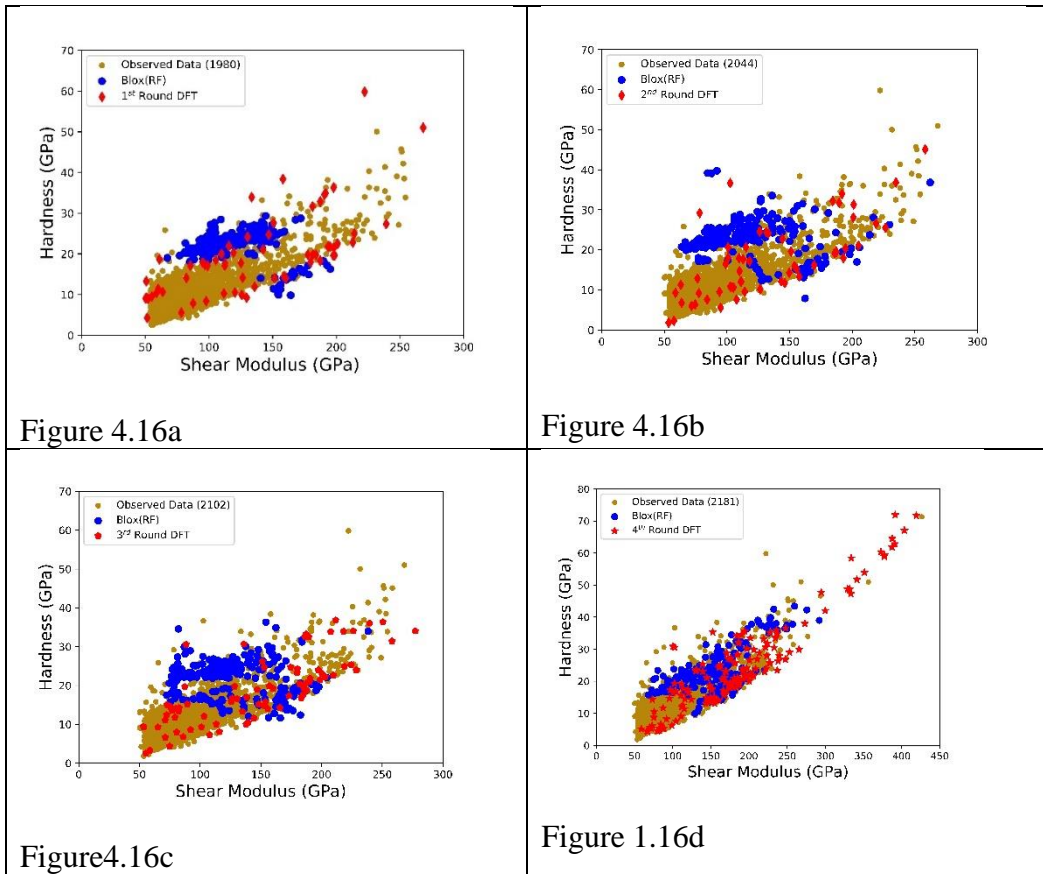 70
60
50
40
30
20
10
0
Hardness (GPa)
Observed Data (1980)
Blox(RF)
1st Round DFT
0 50 100 150 200 250 300
Shear Modulus (GPa)
Figure 4.16a
70
60
50
40
30
20
10
0
Hardness (GPa)
Observed Data (2044)
Blox(RF)
2nd Round DFT
0 50 100 150 200 250 300
Shear Modulus (GPa)
Figure 4.16b
70
60
50
40
30
20
10
0
Hardness (GPa)
Observed Data (2102)
Blox(RF)
3rd Round DFT
0 50 100 150 200 250 300
Shear Modulus (GPa)
Figure4.16c
80
70
60
50
40
30
20
10
0
Hardness (GPa)
Observed Data (2181)
Blox(RF)
4th Round DFT
0 50 100 150 200 250 300 350 400 450
Shear Modulus (GPa)
Figure 1.16d